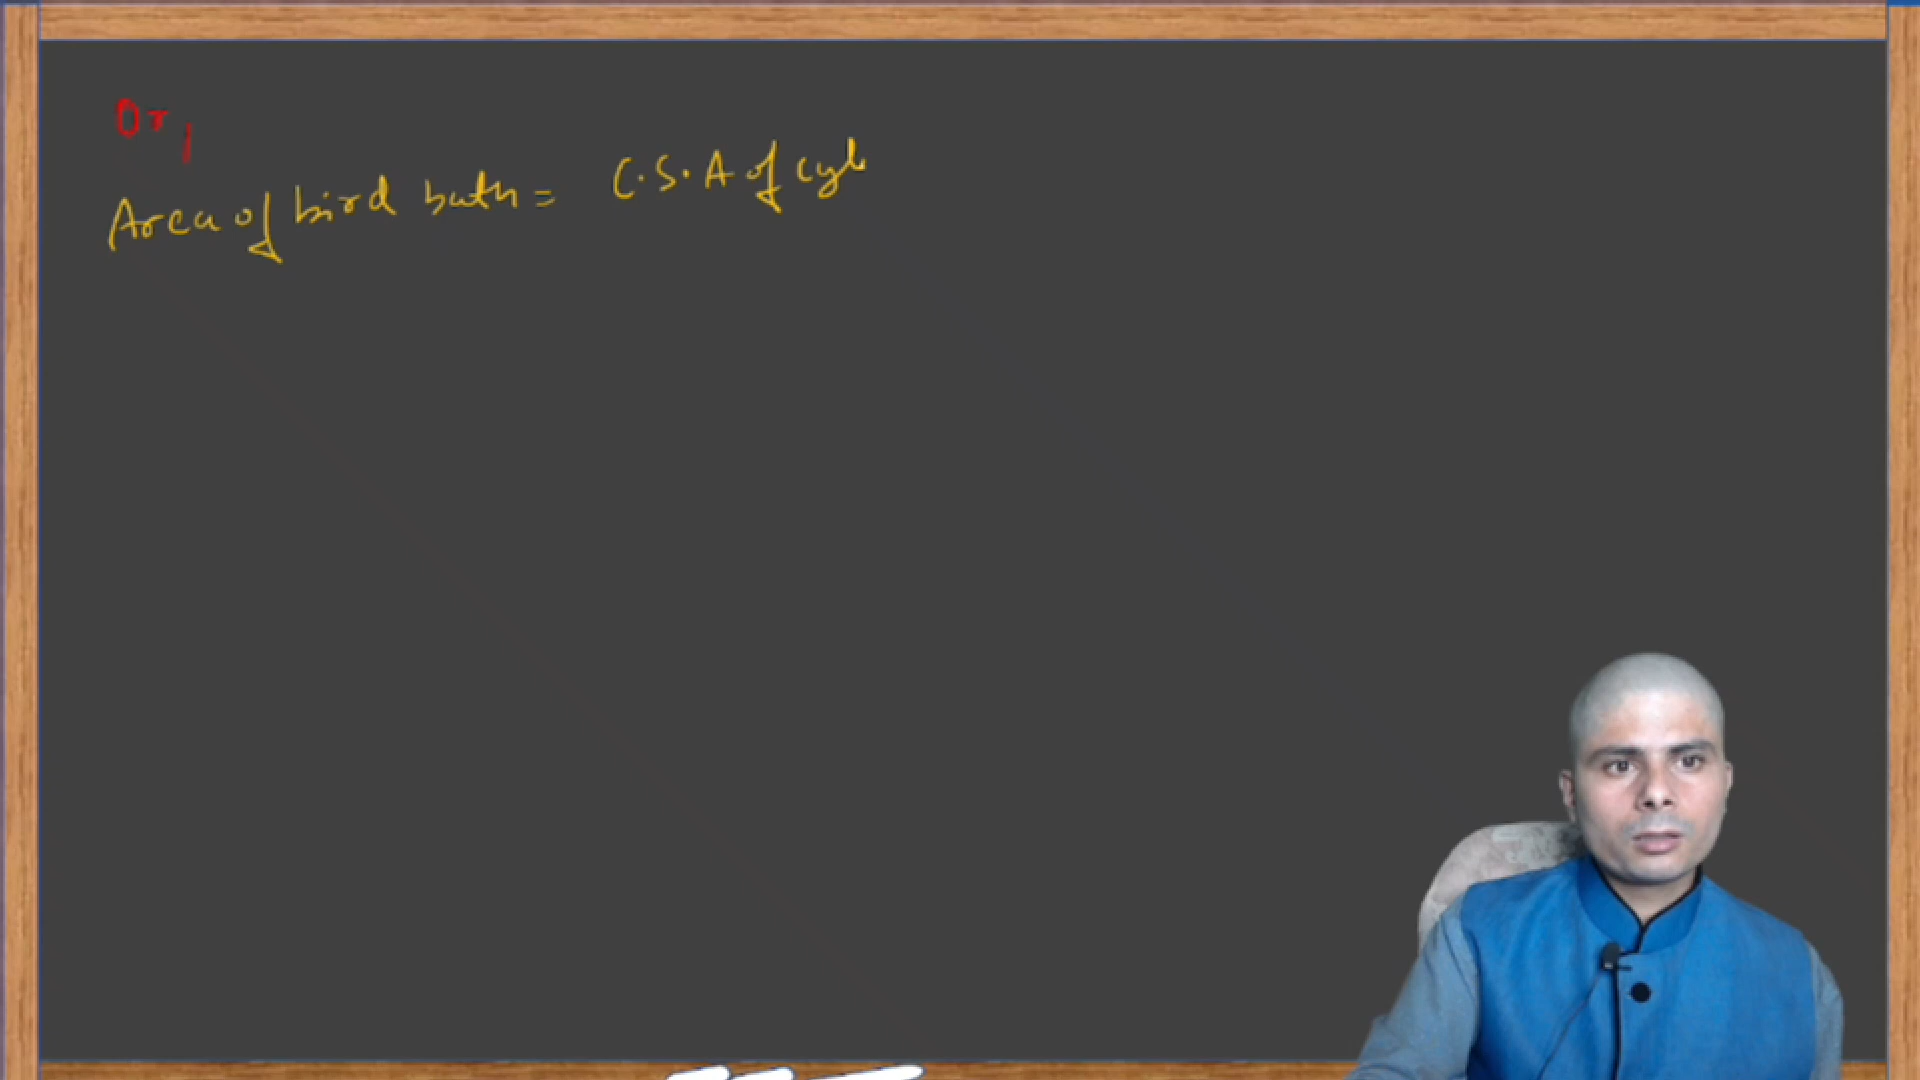 Or,
Area of bird bath = C.S.A of cyl